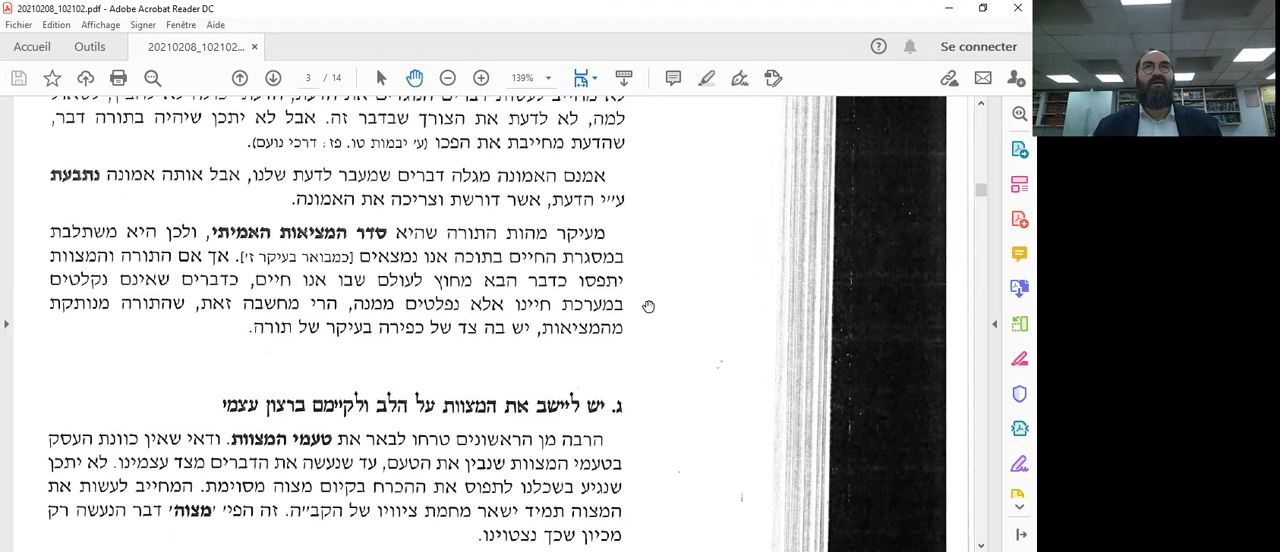 20210208_102102.pdf - Adobe Acrobat Reader DC
Fichier Edition Affichage Signer Fenêtre Aide
Accueil Outils 20210208_102102... × Se connecter
3 / 14 139%
לא מחייב לעשות דברים המגרים את הדעת,
למה, לא לדעת את הצורך שבדבר זה. אבל לא יתכן שיהיה בתורה דבר,
שהדעת מחייבת את הפכו (עי' יבמות טו. פז: דרכי נועם).
אמנם האמונה מגלה דברים שמעבר לדעת שלנו, אבל אותה אמונה נתבעת
ע"י הדעת, אשר דורשת וצריכה את האמונה.
מעיקר מהות התורה שהיא סדר המציאות האמיתי, ולכן היא משתלבת
במסגרת החיים בתוכה אנו נמצאים [כמבואר בעיקר ז']. אך אם התורה והמצוות
יתפסו כדבר הבא מחוץ לעולם שבו אנו חיים, כדברים שאינם נקלטים
במערכת חיינו אלא נפלטים ממנה, הרי מחשבה זאת, שהתורה מנותקת
מהמציאות, יש בה צד של כפירה בעיקר של תורה.
ג. יש ליישב את המצוות על הלב ולקיימם ברצון עצמי
הרבה מן הראשונים טרחו לבאר את טעמי המצוות. ודאי שאין כוונת העסק
בטעמי המצוות שנבין את הטעם, עד שנעשה את הדברים מצד עצמינו. לא יתכן
שנגיע בשכלנו לתפוס את ההכרח בקיום מצוה מסוימת. המחייב לעשות את
המצוה תמיד ישאר מחמת ציוויו של הקב"ה. זה הפי' 'מצוה' דבר הנעשה רק
מכיון שכך נצטוינו.